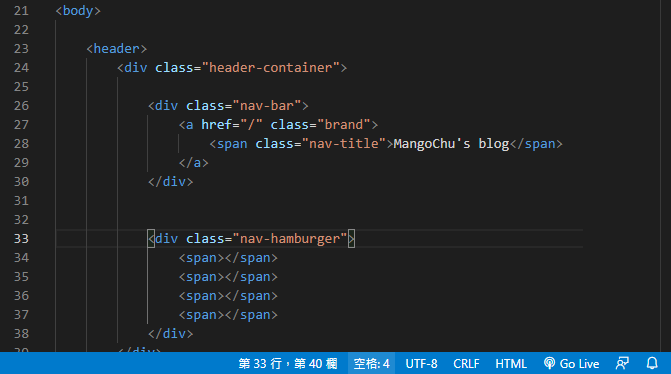 21 <body>
22
23 <header>
24 <div class="header-container">
25
26 <div class="nav-bar">
27 <a href="/" class="brand">
28 <span class="nav-title">MangoChu's blog</span>
29 </a>
30 </div>
31
32
33 <div class="nav-hamburger">
34 <span></span>
35 <span></span>
36 <span></span>
37 <span></span>
38 </div>
39 </div>
第 33 行，第 40 欄 空格: 4 UTF-8 CRLF HTML Go Live